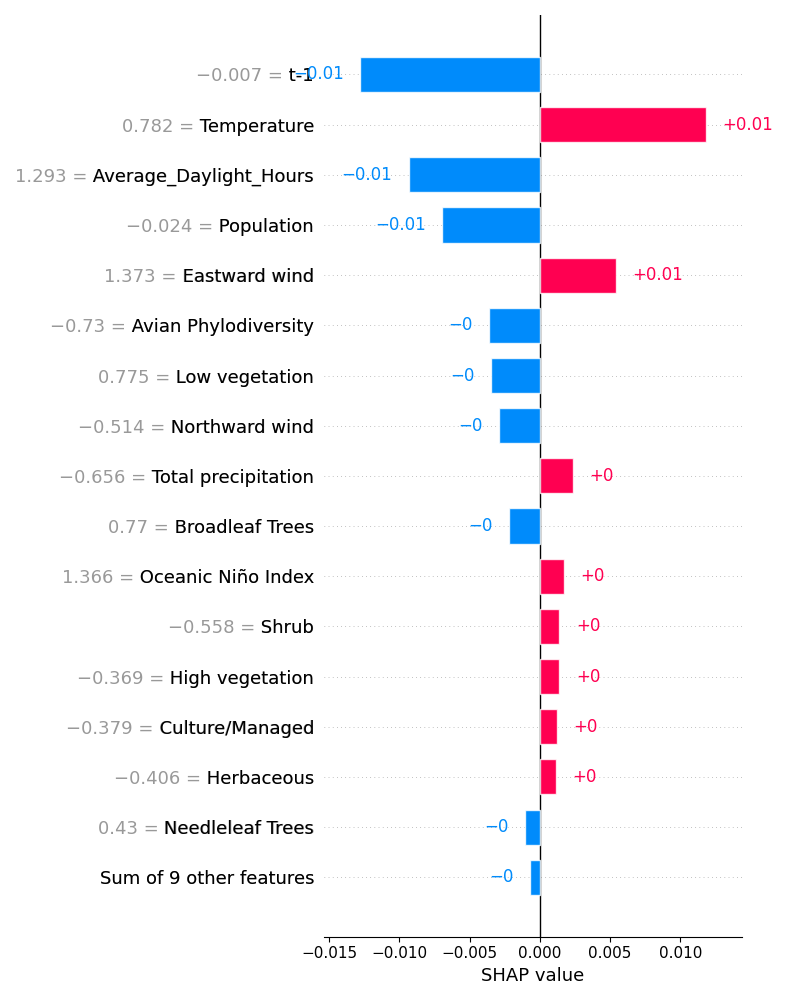 −0.007 = t-1 −0.01
0.782 = Temperature +0.01
1.293 = Average_Daylight_Hours −0.01
−0.024 = Population −0.01
1.373 = Eastward wind +0.01
−0.73 = Avian Phylodiversity −0
0.775 = Low vegetation −0
−0.514 = Northward wind −0
−0.656 = Total precipitation +0
0.77 = Broadleaf Trees −0
1.366 = Oceanic Niño Index +0
−0.558 = Shrub +0
−0.369 = High vegetation +0
−0.379 = Culture/Managed +0
−0.406 = Herbaceous +0
0.43 = Needleleaf Trees −0
Sum of 9 other features −0
−0.015 −0.010 −0.005 0.000 0.005 0.010
SHAP value